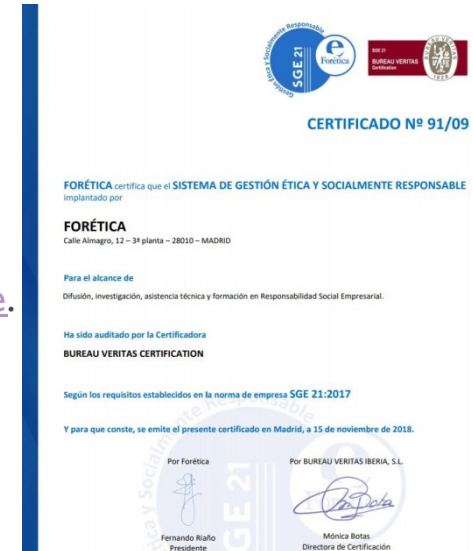 Gestión Ética y Socialmente Responsable
SGE 21
Forética
SGE 21
BUREAU VERITAS
Certification
BUREAU VERITAS
1828
CERTIFICADO Nº 91/09
FORÉTICA certifica que el SISTEMA DE GESTIÓN ÉTICA Y SOCIALMENTE RESPONSABLE
implantado por
FORÉTICA
Calle Almagro, 12 – 3ª planta – 28010 – MADRID
Para el alcance de
e.
Difusión, investigación, asistencia técnica y formación en Responsabilidad Social Empresarial.
Ha sido auditado por la Certificadora
BUREAU VERITAS CERTIFICATION
Según los requisitos establecidos en la norma de empresa SGE 21:2017
Y para que conste, se emite el presente certificado en Madrid, a 15 de noviembre de 2018.
Por Forética
Por BUREAU VERITAS IBERIA, S.L.
Fernando Riaño
Presidente
Mónica Botas
Directora de Certificación